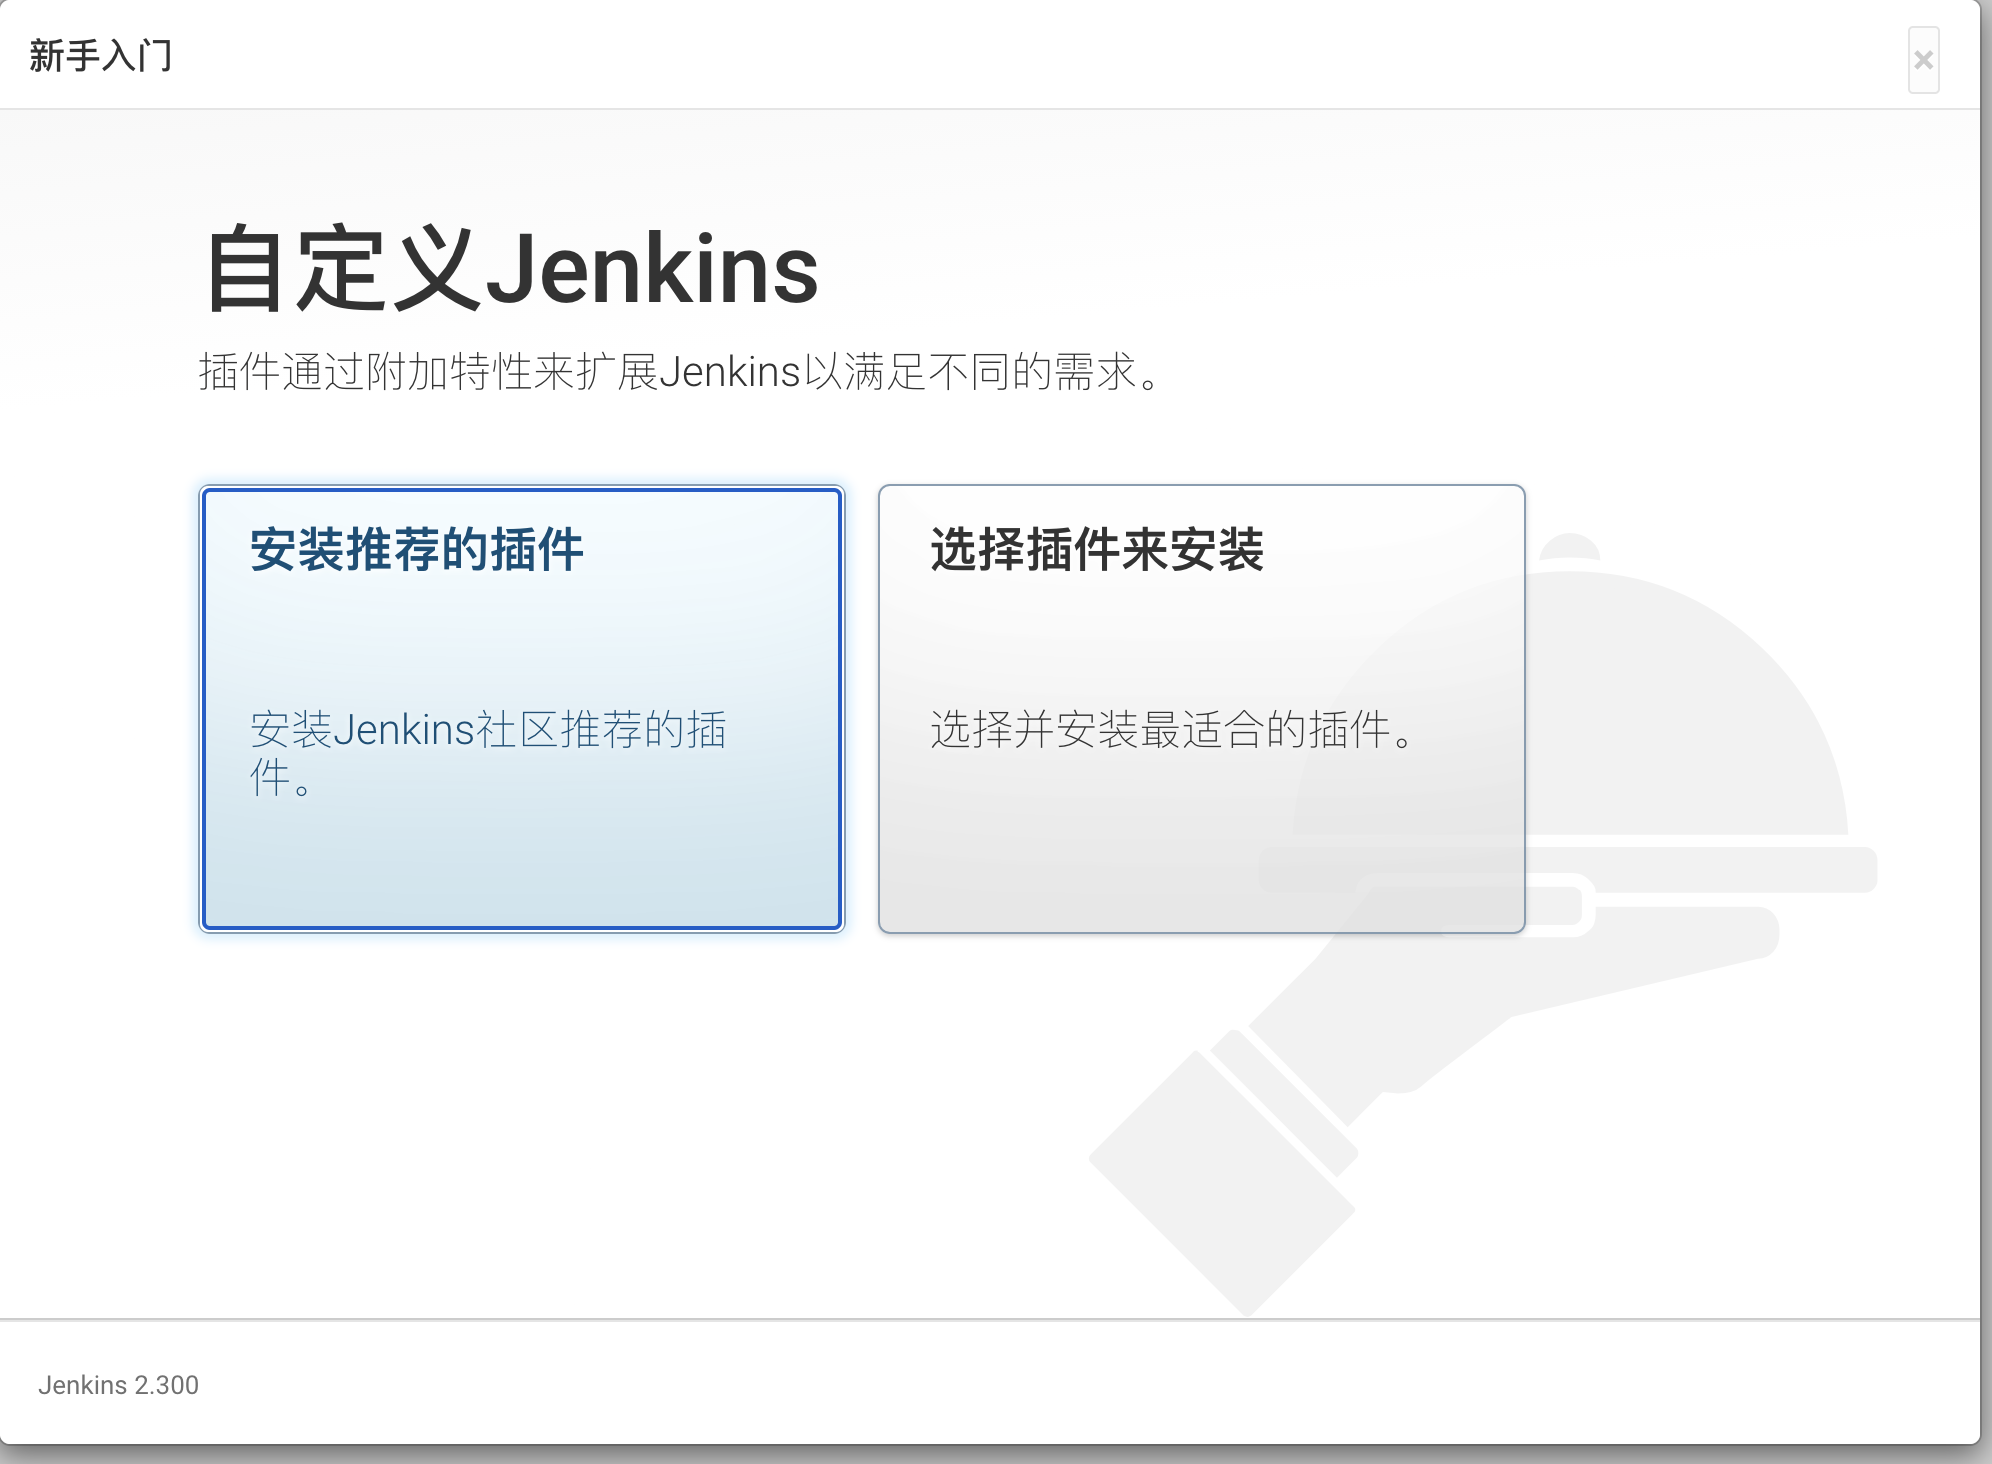 新手入门
×
自定义Jenkins
插件通过附加特性来扩展Jenkins以满足不同的需求。
安装推荐的插件
安装Jenkins社区推荐的插
件。
选择插件来安装
选择并安装最适合的插件。
Jenkins 2.300